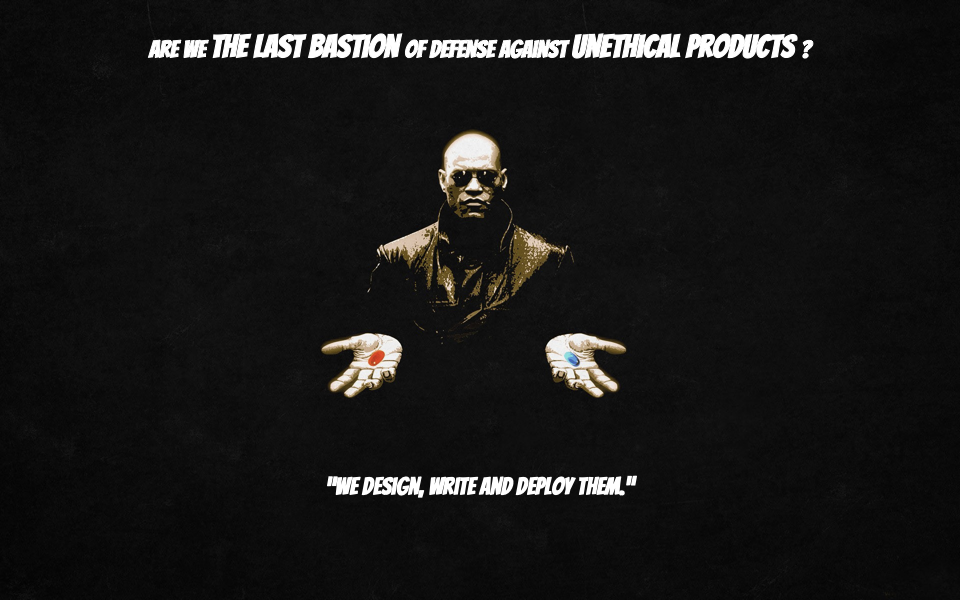 ARE WE THE LAST BASTION OF DEFENSE AGAINST UNETHICAL PRODUCTS ?
"WE DESIGN, WRITE AND DEPLOY THEM."